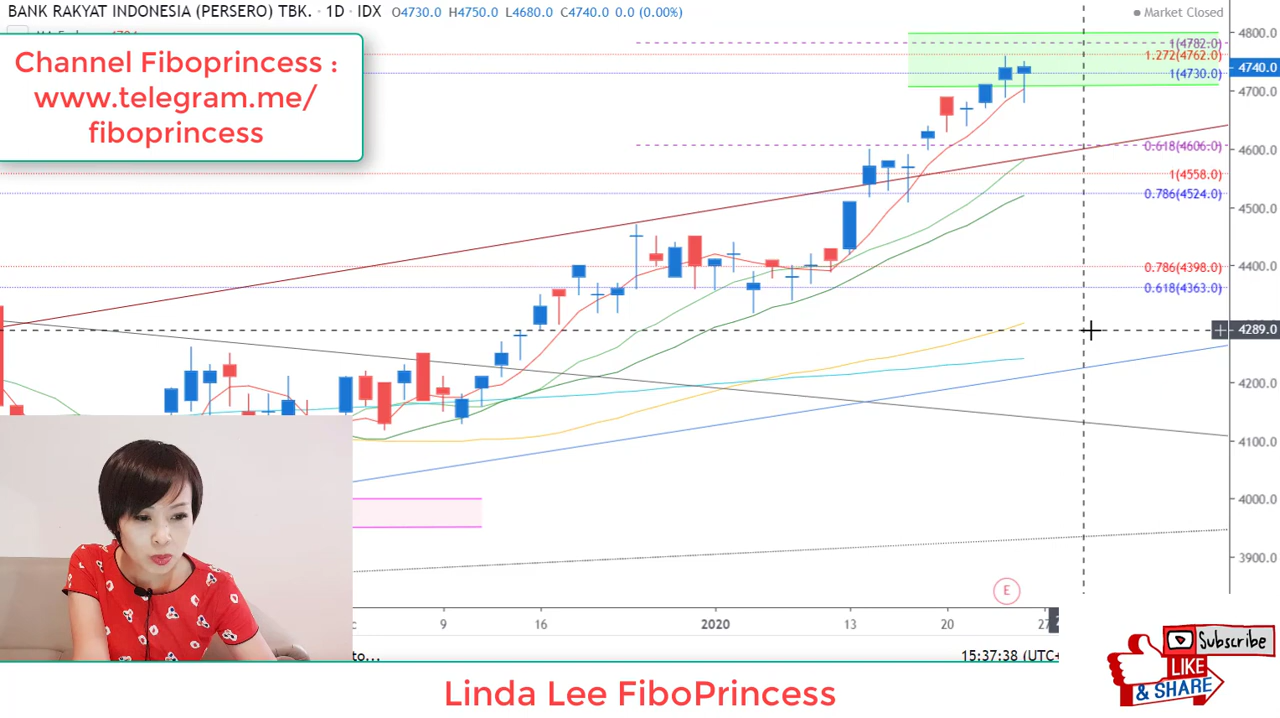 BANK RAKYAT INDONESIA (PERSERO) TBK. · 1D · IDX O4730.0 H4750.0 L4680.0 C4740.0 0.0 (0.00%)
Market Closed
Channel Fiboprincess :
www.telegram.me/
fiboprincess
4800.0
1(4782.0)
1.272(4762.0)
4740.0
1(4730.0)
4700.0
0.618(4606.0)
4600.0
1(4558.0)
0.786(4524.0)
4500.0
0.786(4398.0)
4400.0
0.618(4363.0)
4289.0
4200.0
4100.0
4000.0
3900.0
E
9 16 2020 13 20 27
to...
15:37:38 (UTC+
Subscribe
LIKE
& SHARE
Linda Lee FiboPrincess